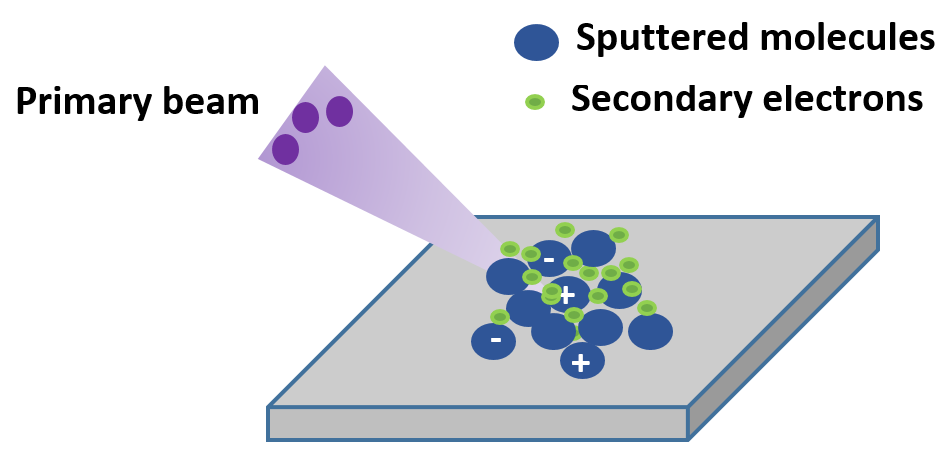 Sputtered molecules
Primary beam
Secondary electrons
-
+
-
+